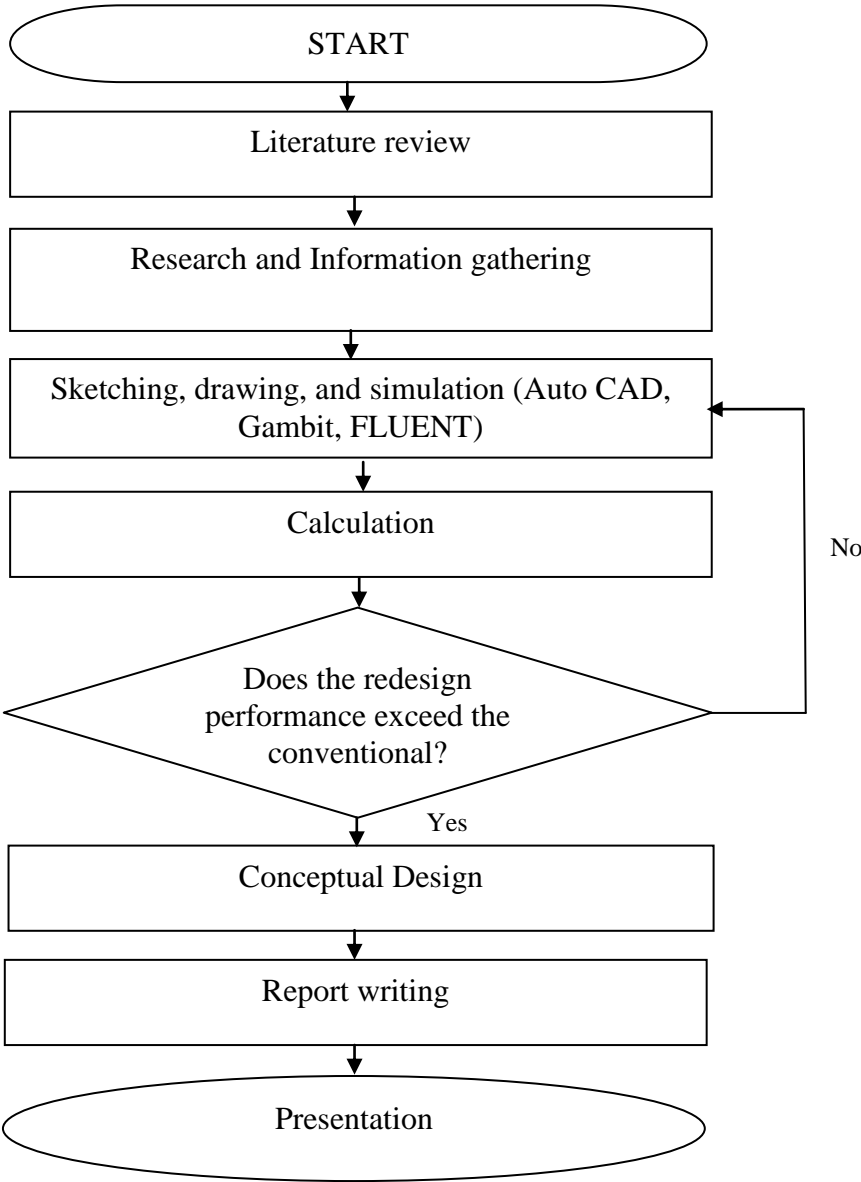 START
Literature review
Research and Information gathering
Sketching, drawing, and simulation (Auto CAD,
Gambit, FLUENT)
Calculation
No
Does the redesign
performance exceed the
conventional?
Yes
Conceptual Design
Report writing
Presentation